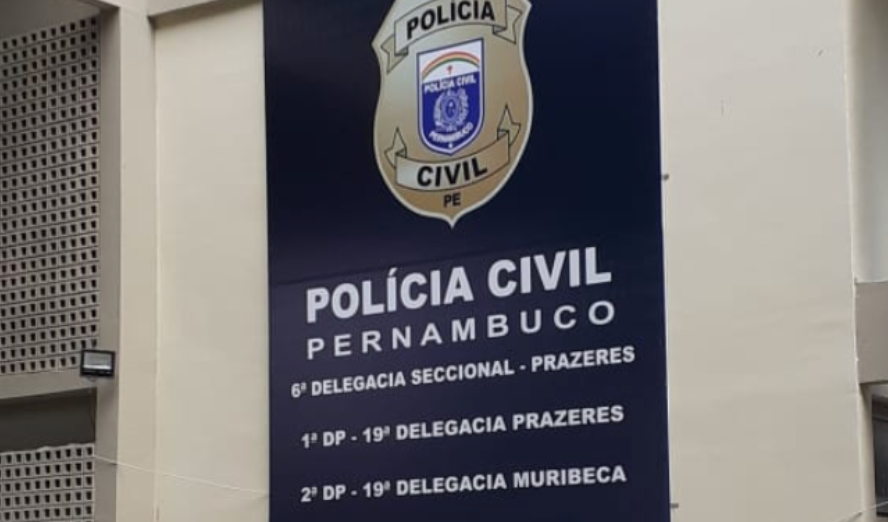 POLÍCIA
POLÍCIA CIVIL
PERNAMBUCO
CIVIL
PE
POLÍCIA CIVIL
PERNAMBUCO
6ª DELEGACIA SECCIONAL - PRAZERES
1ª DP - 19ª DELEGACIA PRAZERES
2ª DP - 19ª DELEGACIA MURIBECA